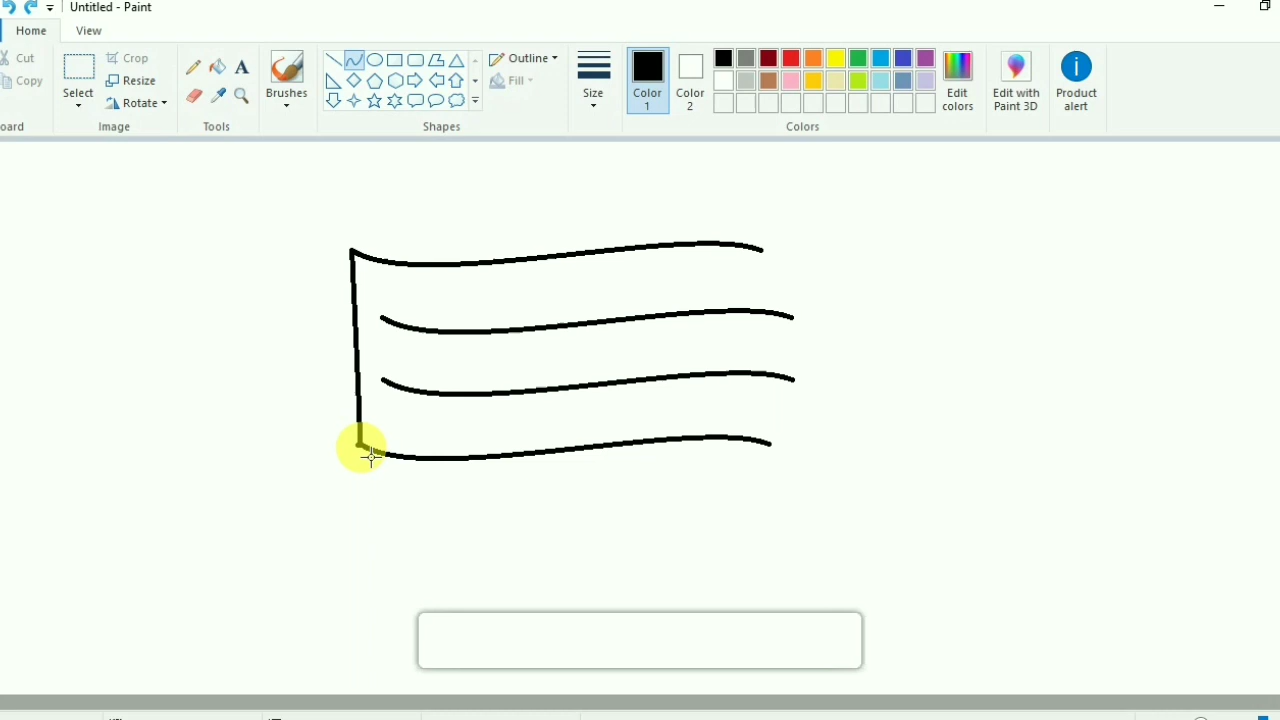 Untitled - Paint
Home View
Cut
Copy
Select
Crop
Resize
Rotate
Brushes
Outline
Fill
Size
Color 1
Color 2
Edit colors
Edit with Paint 3D
Product alert
oard
Image
Tools
Shapes
Colors